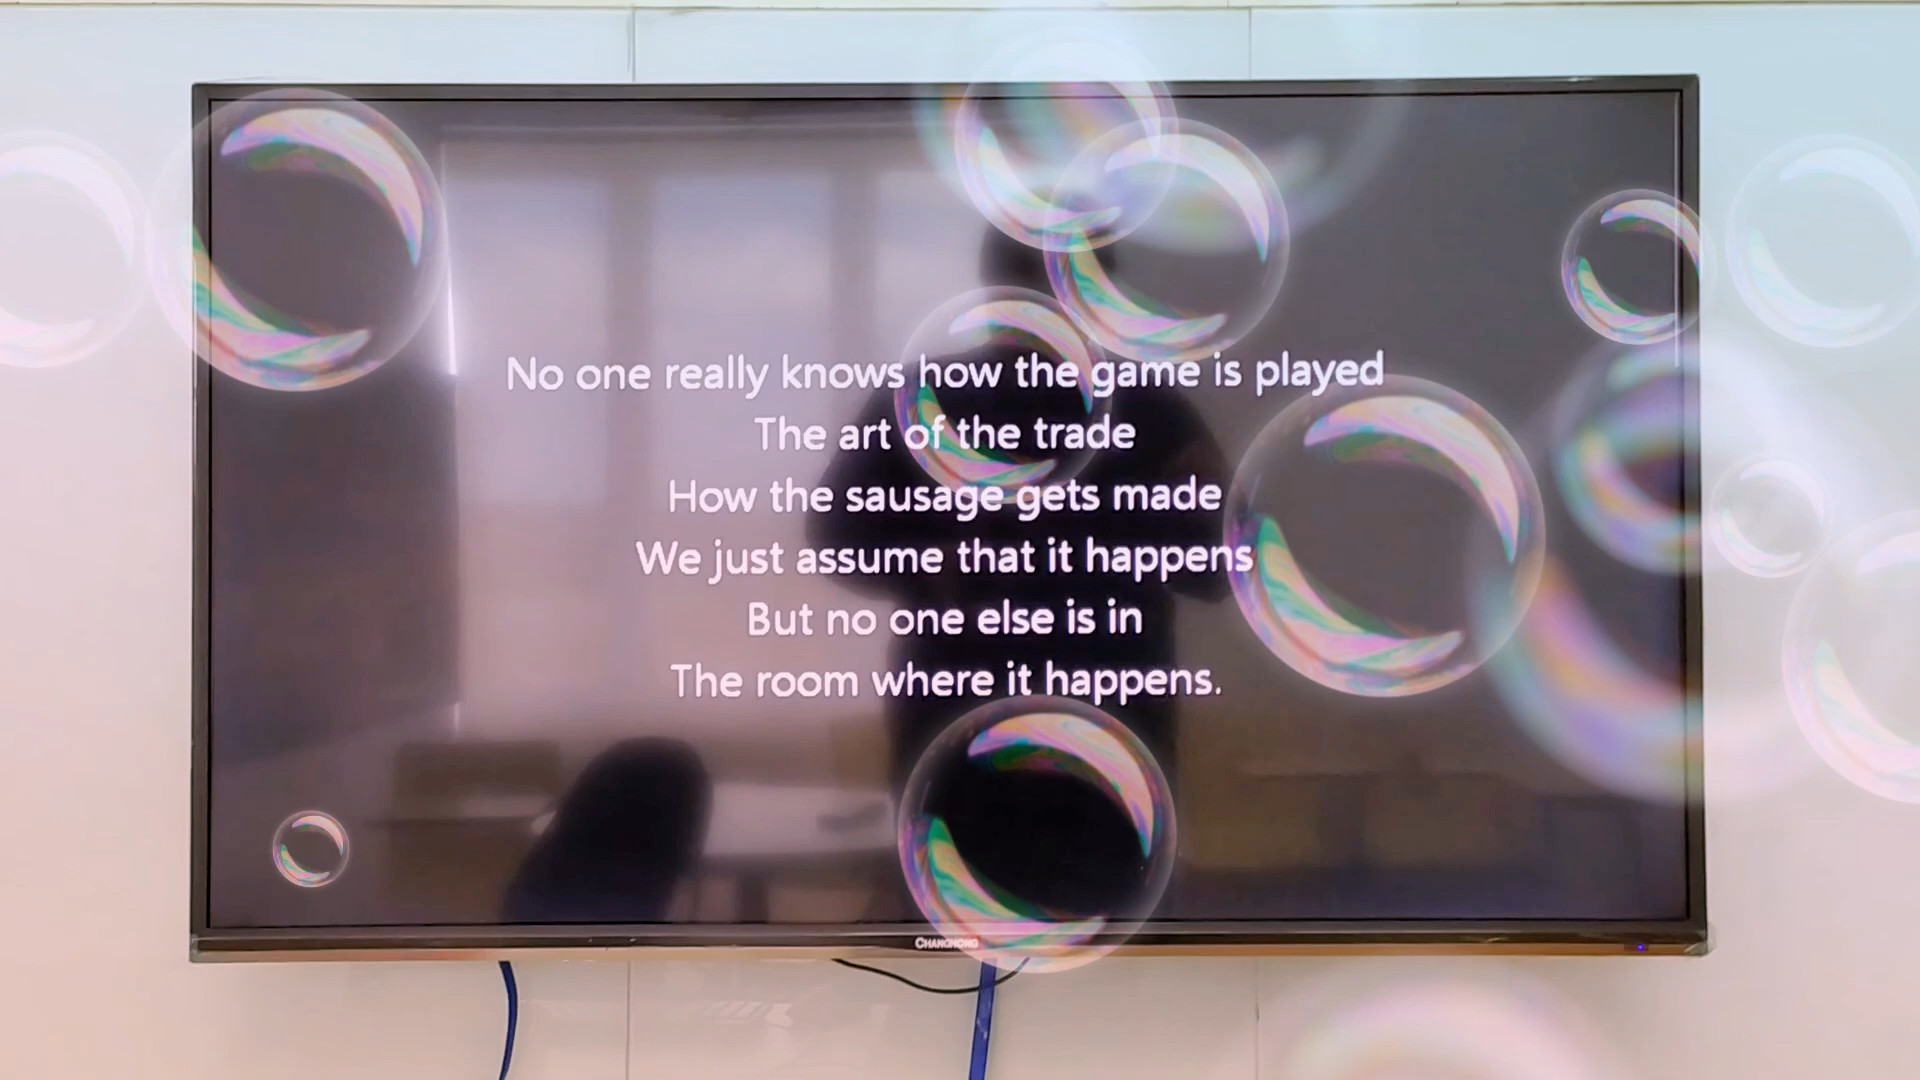 No one really knows how the game is played
The art of the trade
How the sausage gets made
We just assume that it happens
But no one else is in
The room where it happens.
CHANGHONG